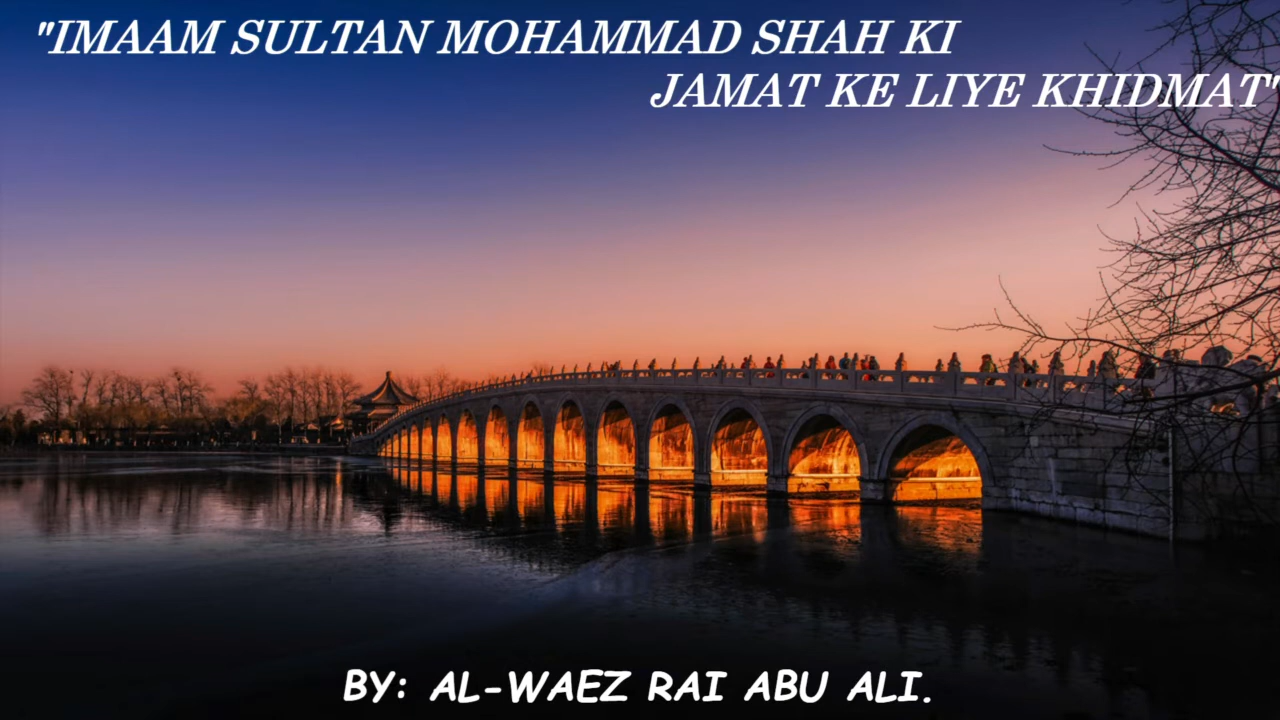 "IMAAM SULTAN MOHAMMAD SHAH KI
JAMAT KE LIYE KHIDMAT"
BY: AL-WAEZ RAI ABU ALI.